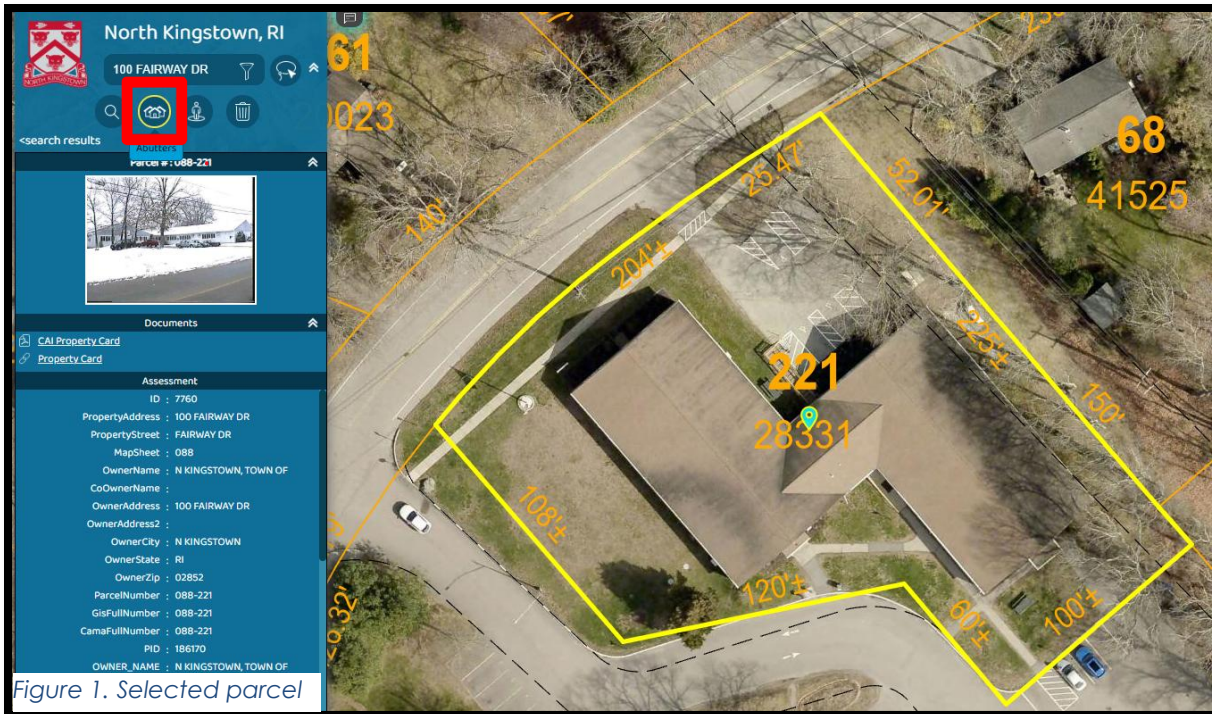 North Kingstown, RI
NORTH KINGSTOWN
100 FAIRWAY DR
<search results
Abutters
Parcel # : 088-221
Documents
CAI Property Card
Property Card
Assessment
ID : 7760
PropertyAddress : 100 FAIRWAY DR
PropertyStreet : FAIRWAY DR
MapSheet : 088
OwnerName : N KINGSTOWN, TOWN OF
CoOwnerName :
OwnerAddress : 100 FAIRWAY DR
OwnerAddress2 :
OwnerCity : N KINGSTOWN
OwnerState : RI
OwnerZip : 02852
ParcelNumber : 088-221
GisFullNumber : 088-221
CamaFullNumber : 088-221
PID : 186170
OWNER_NAME : N KINGSTOWN, TOWN OF
Figure 1. Selected parcel
61
68
41525
140'
25.47'
52.01'
204'±
225'±
150'
221
28331
108'±
120'±
60'±
100'±